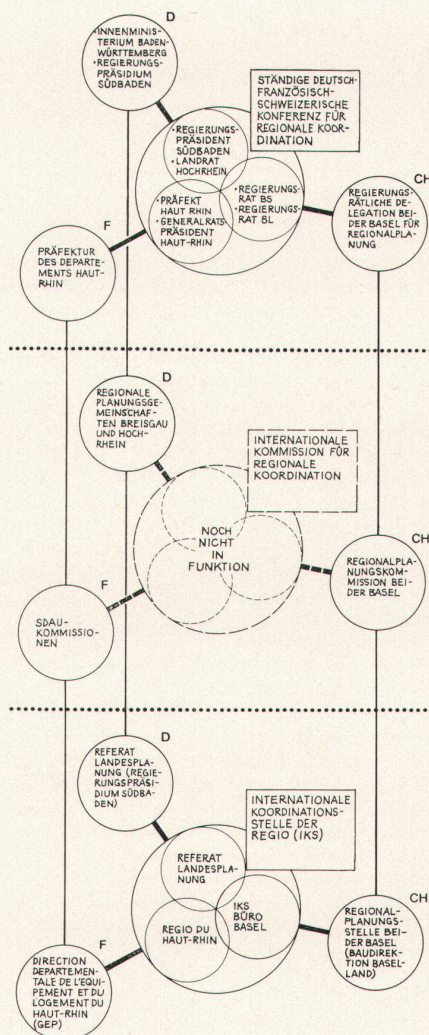 D
·INNENMINIS-
TERIUM BADEN-
WÜRTTEMBERG
·REGIERUNGS-
PRÄSIDIUM
SÜDBADEN
STÄNDIGE DEUTSCH-
FRANZÖSISCH-
SCHWEIZERISCHE
KONFERENZ FÜR
REGIONALE KOOR-
DINATION
·REGIERUNGS-
PRÄSIDENT
SÜDBADEN
·LANDRAT
HOCHRHEIN
·PRÄFEKT
HAUT RHIN
·GENERALRATS-
PRÄSIDENT
HAUT-RHIN
·REGIERUNGS-
RAT BS
·REGIERUNGS-
RAT BL
CH
REGIERUNGS-
RÄTLICHE DE-
LEGATION BEI-
DER BASEL FÜR
REGIONALPLA-
NUNG
F
PRÄFEKTUR
DES DEPARTE-
MENTS HAUT-
RHIN
D
REGIONALE
PLANUNGSGE-
MEINSCHAF-
TEN BREISGAU
UND HOCH-
RHEIN
INTERNATIONALE
KOMMISSION FÜR
REGIONALE
KOORDINATION
NOCH
NICHT
IN
FUNKTION
CH
REGIONALPLA-
NUNGSKOM-
MISSION BEI-
DER BASEL
F
SDAU-
KOMMISSIO-
NEN
D
REFERAT
LANDESPLA-
NUNG (REGIE-
RUNGSPRÄSI-
DIUM SÜDBA-
DEN)
INTERNATIONALE
KOORDINATIONS-
STELLE DER
REGIO (IKS)
REFERAT
LANDESPLA-
NUNG
IKS
BÜRO
BASEL
REGIO DU
HAUT-RHIN
CH
REGIONAL-
PLANUNGS-
STELLE BEI-
DER BASEL
(BAUDIREK-
TION BASEL-
LAND)
F
DIRECTION
DEPARTEMEN-
TALE DE L'EQUI-
PEMENT ET DU
LOGEMENT DU
HAUT-RHIN
(GEP)